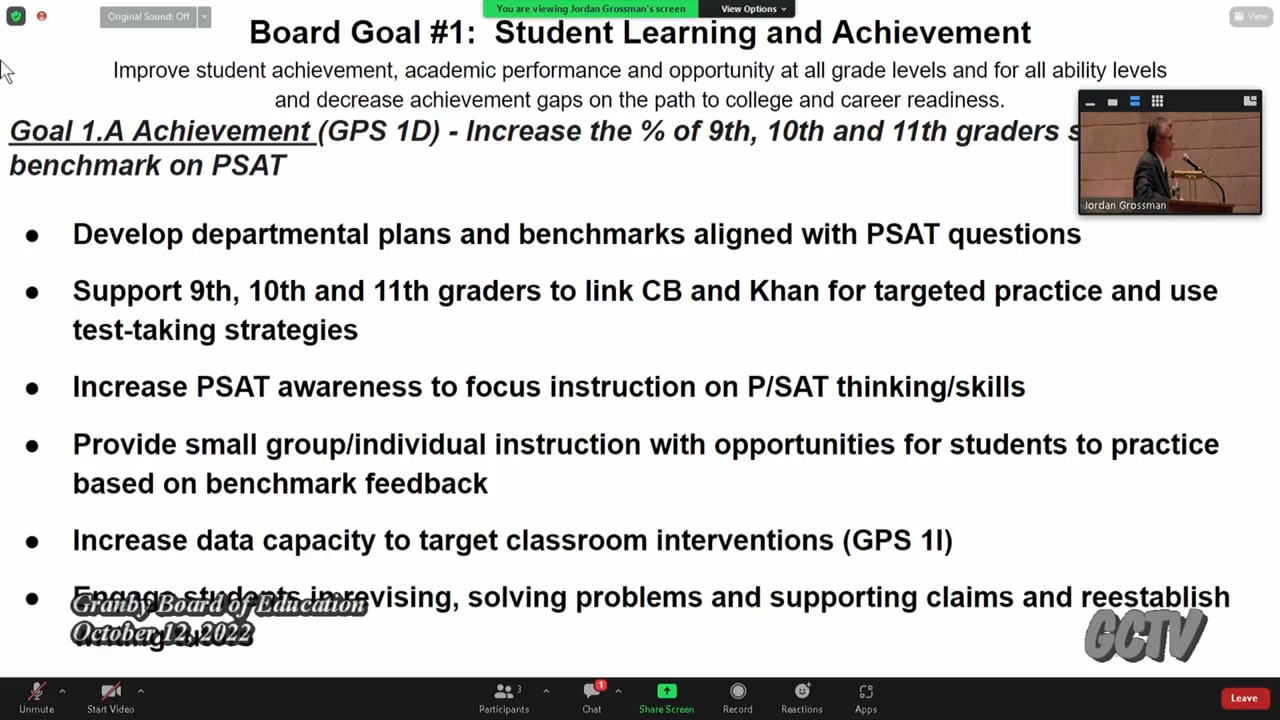 Original Sound: Off
You are viewing Jordan Grossman's screen
View Options
View
Board Goal #1: Student Learning and Achievement
Improve student achievement, academic performance and opportunity at all grade levels and for all ability levels
and decrease achievement gaps on the path to college and career readiness.
Goal 1.A Achievement (GPS 1D) - Increase the % of 9th, 10th and 11th graders
benchmark on PSAT
Jordan Grossman
● Develop departmental plans and benchmarks aligned with PSAT questions
● Support 9th, 10th and 11th graders to link CB and Khan for targeted practice and use
test-taking strategies
● Increase PSAT awareness to focus instruction on P/SAT thinking/skills
● Provide small group/individual instruction with opportunities for students to practice
based on benchmark feedback
● Increase data capacity to target classroom interventions (GPS 1I)
● Engage students in revising, solving problems and supporting claims and reestablish
Granby Board of Education
October 12, 2022
GCTV
Unmute
Start Video
3
Participants
1
Chat
Share Screen
Record
Reactions
Apps
Leave